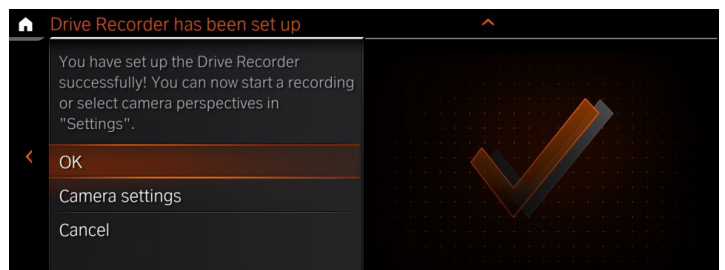 Drive Recorder has been set up
You have set up the Drive Recorder
successfully! You can now start a recording
or select camera perspectives in
"Settings".
OK
Camera settings
Cancel